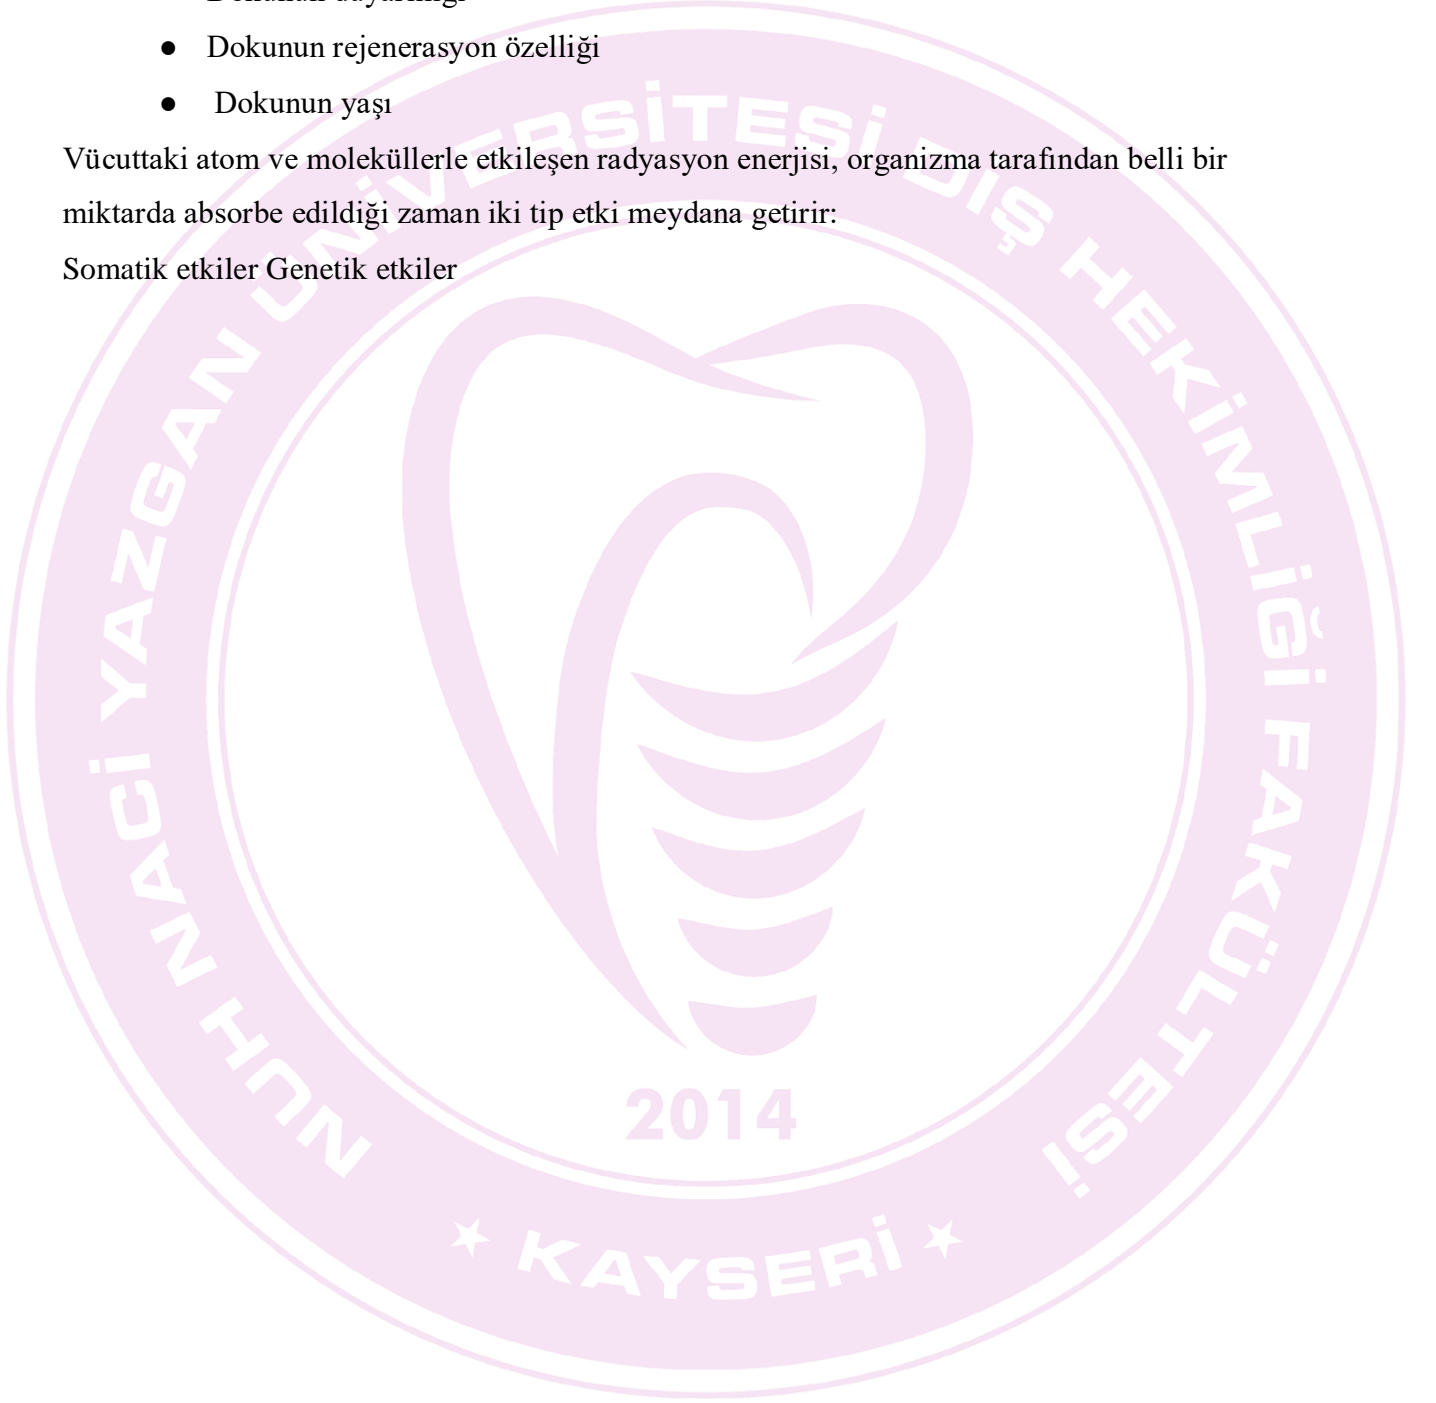 ● Dokunun rejenerasyon özelliği
● Dokunun yaşı
Vücuttaki atom ve moleküllerle etkileşen radyasyon enerjisi, organizma tarafından belli bir
miktarda absorbe edildiği zaman iki tip etki meydana getirir:
Somatik etkiler Genetik etkiler
NUH NACİ YAZGAN ÜNİVERSİTESİ DİŞ HEKİMLİĞİ FAKÜLTESİ
2014
KAYSERİ